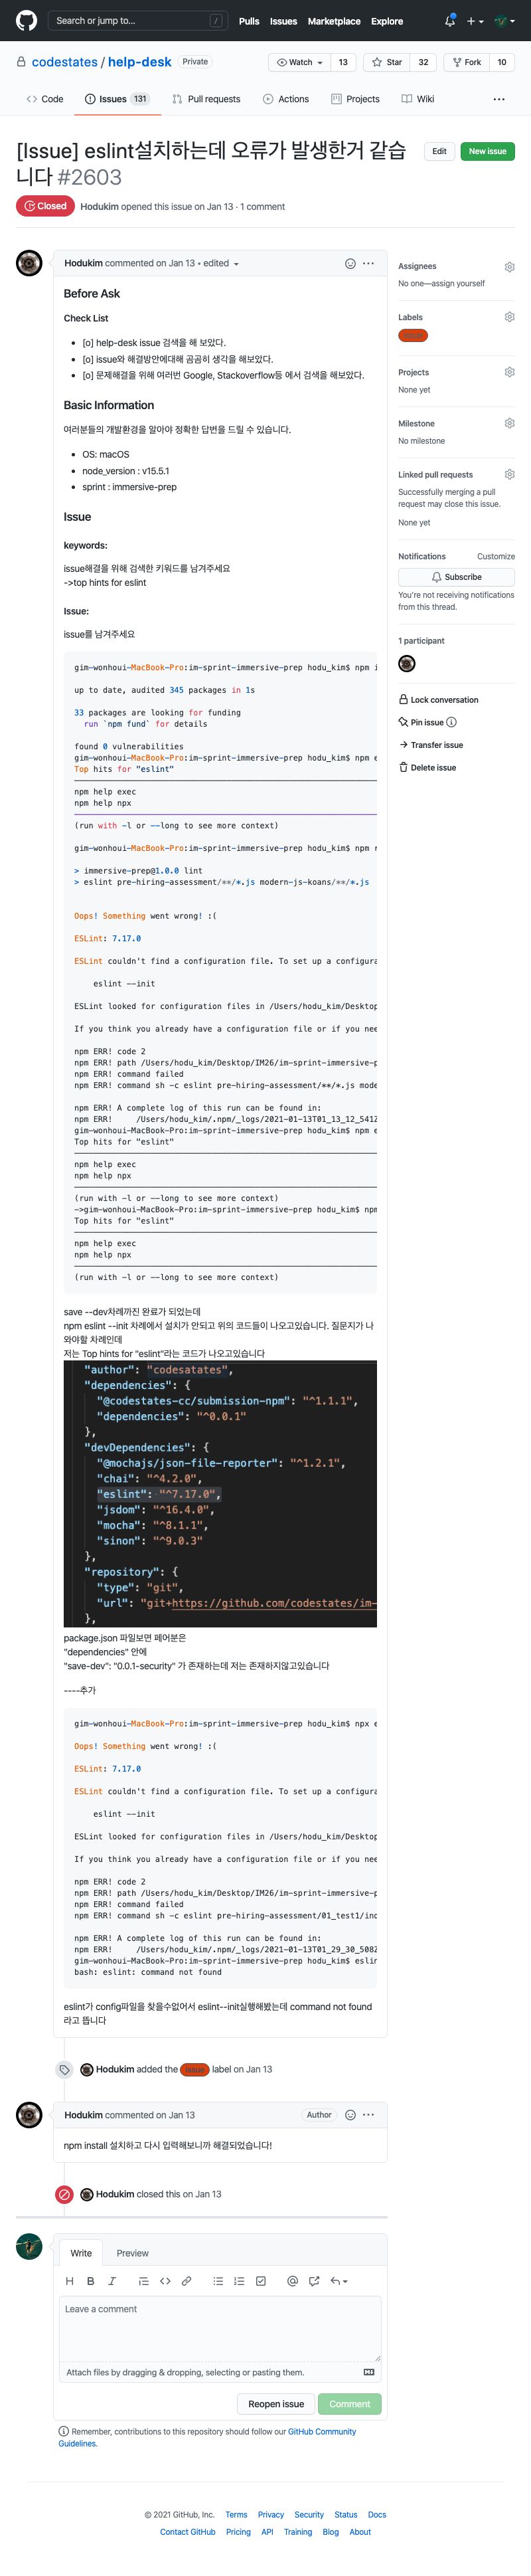 Search or jump to...
/
Pulls Issues Marketplace Explore
codestates / help-desk Private
Watch 13 Star 32 Fork 10
Code Issues 131 Pull requests Actions Projects Wiki
[Issue] eslint설치하는데 오류가 발생한거 같습
니다 #2603
Edit New issue
Closed Hodukim opened this issue on Jan 13 · 1 comment
Hodukim commented on Jan 13 • edited
Before Ask
Check List
• [o] help-desk issue 검색을 해 보았다.
• [o] issue와 해결방안에대해 곰곰히 생각을 해보았다.
• [o] 문제해결을 위해 여러번 Google, Stackoverflow등 에서 검색을 해보았다.
Basic Information
여러분들의 개발환경을 알아야 정확한 답변을 드릴 수 있습니다.
• OS: macOS
• node_version : v15.5.1
• sprint : immersive-prep
Issue
keywords:
issue해결을 위해 검색한 키워드를 남겨주세요
->top hints for eslint
Issue:
issue를 남겨주세요
gim-wonhoui-MacBook-Pro:im-sprint-immersive-prep hodu_kim$ npm i
up to date, audited 345 packages in 1s
33 packages are looking for funding
run `npm fund` for details
found 0 vulnerabilities
gim-wonhoui-MacBook-Pro:im-sprint-immersive-prep hodu_kim$ npm e
Top hits for "eslint"
npm help exec
npm help npx
(run with -l or --long to see more context)
gim-wonhoui-MacBook-Pro:im-sprint-immersive-prep hodu_kim$ npm r
> immersive-prep@1.0.0 lint
> eslint pre-hiring-assessment/**/*.js modern-js-koans/**/*.js
Oops! Something went wrong! :(
ESLint: 7.17.0
ESLint couldn't find a configuration file. To set up a configura
eslint --init
ESLint looked for configuration files in /Users/hodu_kim/Desktop
If you think you already have a configuration file or if you nee
npm ERR! code 2
npm ERR! path /Users/hodu_kim/Desktop/IM26/im-sprint-immersive-p
npm ERR! command failed
npm ERR! command sh -c eslint pre-hiring-assessment/**/*.js mode
npm ERR! A complete log of this run can be found in:
npm ERR! /Users/hodu_kim/.npm/_logs/2021-01-13T01_13_12_541Z
gim-wonhoui-MacBook-Pro:im-sprint-immersive-prep hodu_kim$ npm e
Top hits for "eslint"
npm help exec
npm help npx
(run with -l or --long to see more context)
->gim-wonhoui-MacBook-Pro:im-sprint-immersive-prep hodu_kim$ npm
Top hits for "eslint"
npm help exec
npm help npx
(run with -l or --long to see more context)
save --dev차례까진 완료가 되었는데
npm eslint --init 차례에서 설치가 안되고 위의 코드들이 나오고있습니다. 질문지가 나
와야할 차례인데
저는 Top hints for "eslint"라는 코드가 나오고있습니다
"author": "codesatates",
"dependencies": {
"@codestates-cc/submission-npm": "^1.1.1",
"dependencies": "^0.0.1"
},
"devDependencies": {
"@mochajs/json-file-reporter": "^1.2.1",
"chai": "^4.2.0",
"eslint": "^7.17.0",
"jsdom": "^16.4.0",
"mocha": "^8.1.1",
"sinon": "^9.0.3"
},
"repository": {
"type": "git",
"url": "git+https://github.com/codestates/im-
},
package.json 파일보면 페어분은
"dependencies" 안에
"save-dev": "0.0.1-security" 가 존재하는데 저는 존재하지않고있습니다
----추가
gim-wonhoui-MacBook-Pro:im-sprint-immersive-prep hodu_kim$ npx e
Oops! Something went wrong! :(
ESLint: 7.17.0
ESLint couldn't find a configuration file. To set up a configura
eslint --init
ESLint looked for configuration files in /Users/hodu_kim/Desktop
If you think you already have a configuration file or if you nee
npm ERR! code 2
npm ERR! path /Users/hodu_kim/Desktop/IM26/im-sprint-immersive-p
npm ERR! command failed
npm ERR! command sh -c eslint pre-hiring-assessment/01_test1/inc
npm ERR! A complete log of this run can be found in:
npm ERR! /Users/hodu_kim/.npm/_logs/2021-01-13T01_29_30_508Z
gim-wonhoui-MacBook-Pro:im-sprint-immersive-prep hodu_kim$ eslin
bash: eslint: command not found
eslint가 config파일을 찾을수없어서 eslint--init실행해봤는데 command not found
라고 뜹니다
Hodukim added the issue label on Jan 13
Hodukim commented on Jan 13 Author
npm install 설치하고 다시 입력해보니까 해결되었습니다!
Hodukim closed this on Jan 13
Write Preview
Leave a comment
Attach files by dragging & dropping, selecting or pasting them.
Reopen issue Comment
Remember, contributions to this repository should follow our GitHub Community
Guidelines.
Assignees
No one—assign yourself
Labels
issue
Projects
None yet
Milestone
No milestone
Linked pull requests
Successfully merging a pull
request may close this issue.
None yet
Notifications Customize
Subscribe
You're not receiving notifications
from this thread.
1 participant
Lock conversation
Pin issue
Transfer issue
Delete issue
© 2021 GitHub, Inc. Terms Privacy Security Status Docs
Contact GitHub Pricing API Training Blog About